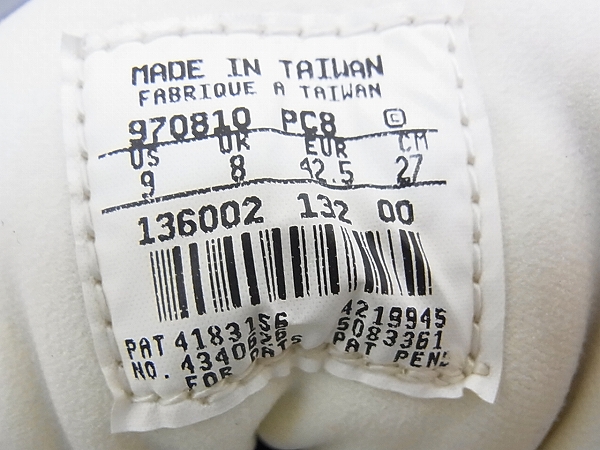 MADE IN TAIWAN
FABRIQUE A TAIWAN
970810 PC8 ©
US UK EUR CM
9 8 42.5 27
136002 132 00
PAT 4183156 4219945
NO. 4340626 5083361
FOR PAT PEND